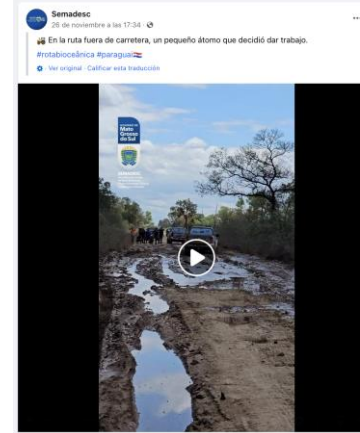 Semadesc
26 de noviembre a las 17:34 ·
🚜 En la ruta fuera de carretera, un pequeño átomo que decidió dar trabajo.
#rotabioceânica #paraguai🇵🇾
Ver original · Calificar esta traducción
Mato
Grosso
do Sul